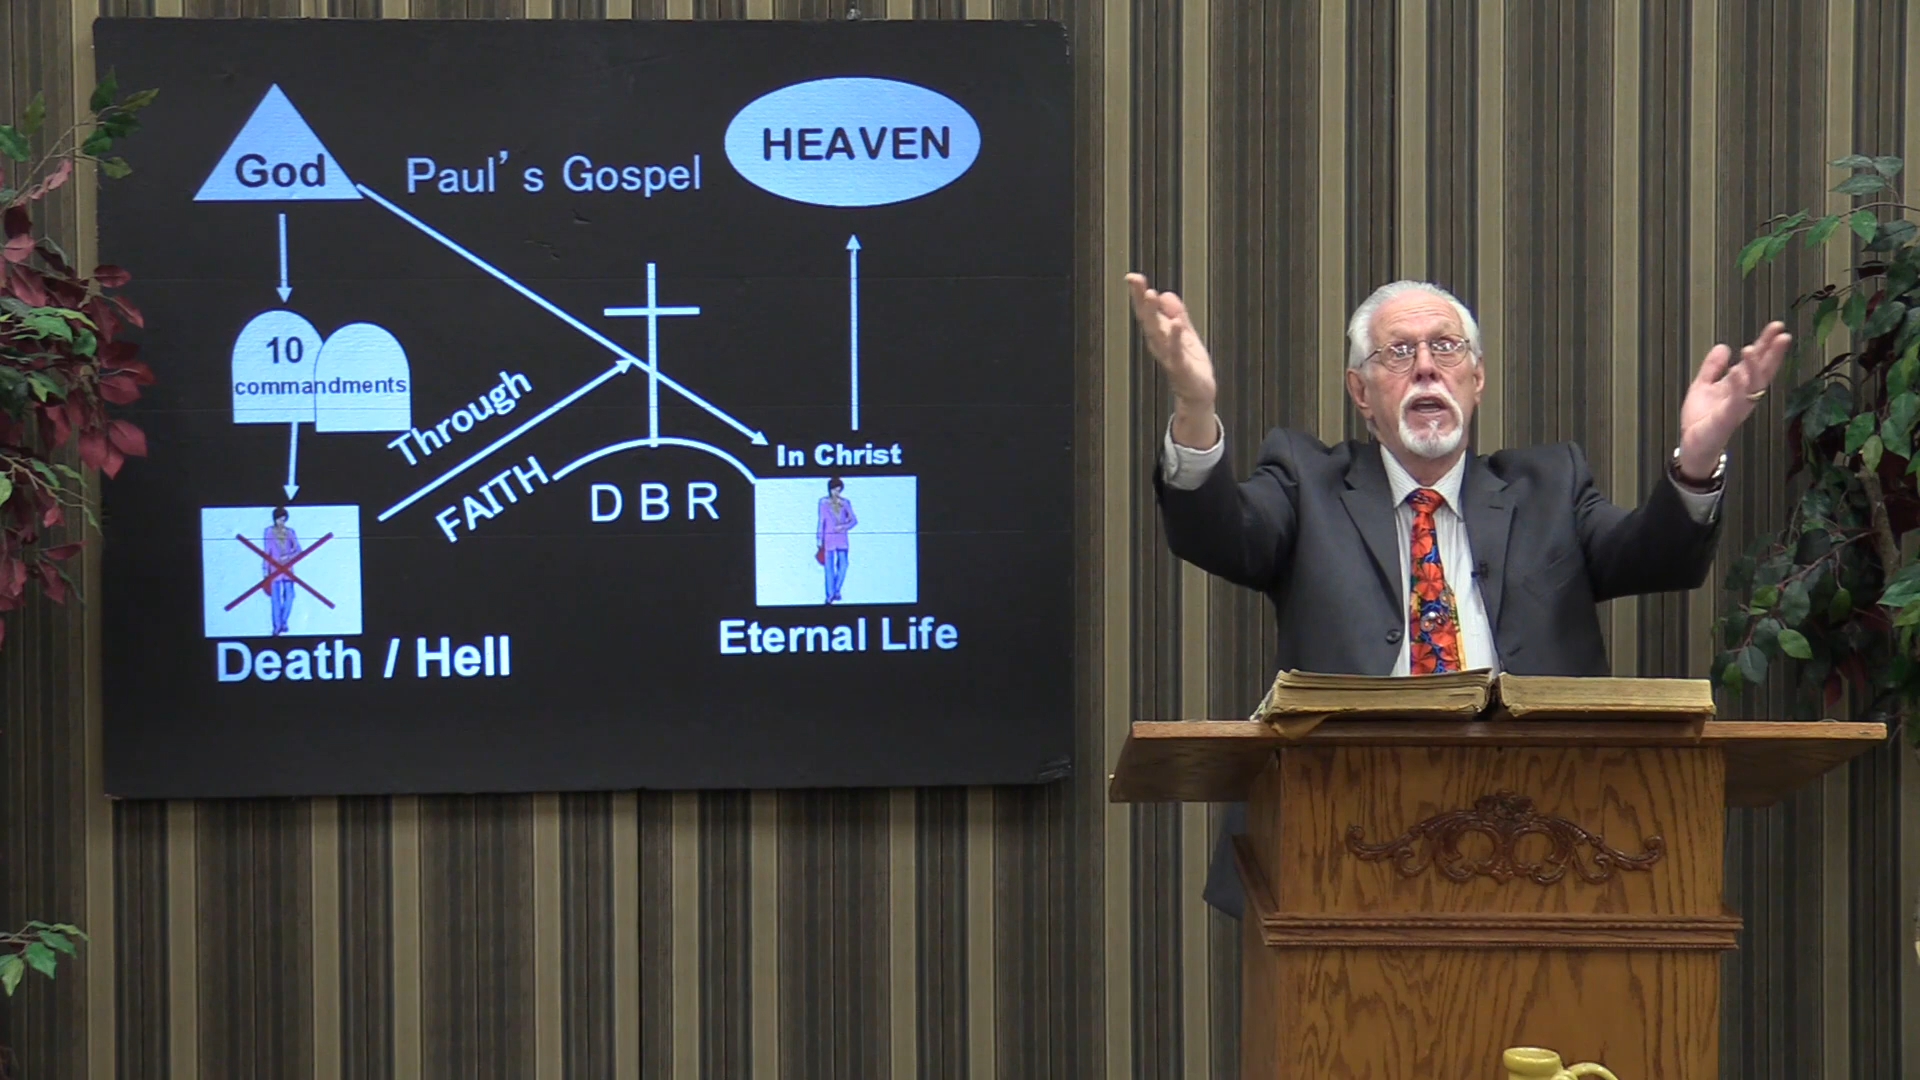 God
Paul's Gospel
HEAVEN
10
commandments
Through
FAITH
D B R
In Christ
Death / Hell
Eternal Life